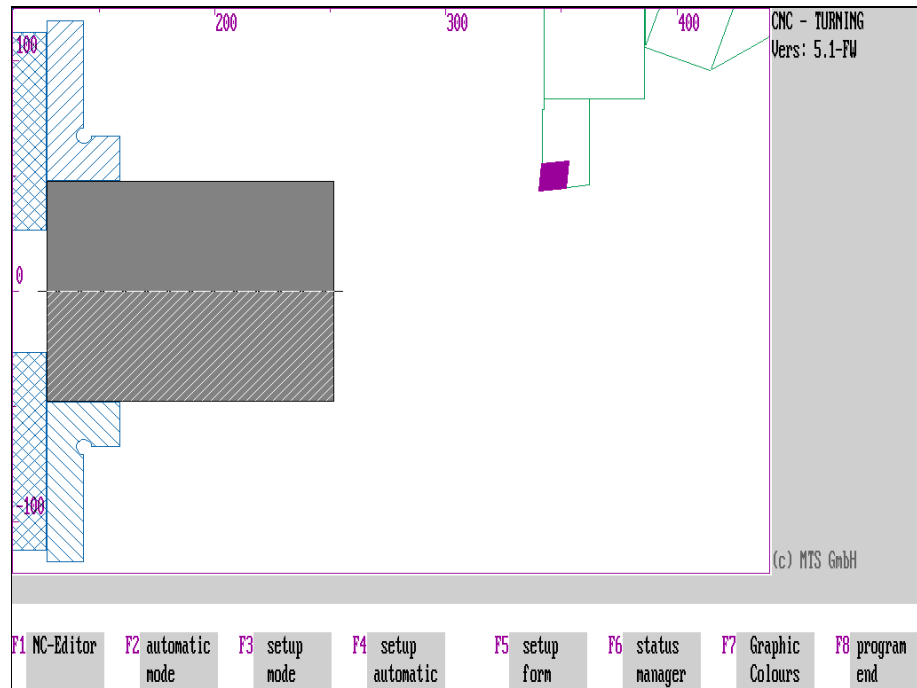 200 300 400 CNC - TURNING
100 Vers: 5.1-FW
0
-100
(c) MTS GmbH
F1 NC-Editor F2 automatic mode F3 setup mode F4 setup automatic F5 setup form F6 status manager F7 Graphic Colours F8 program end